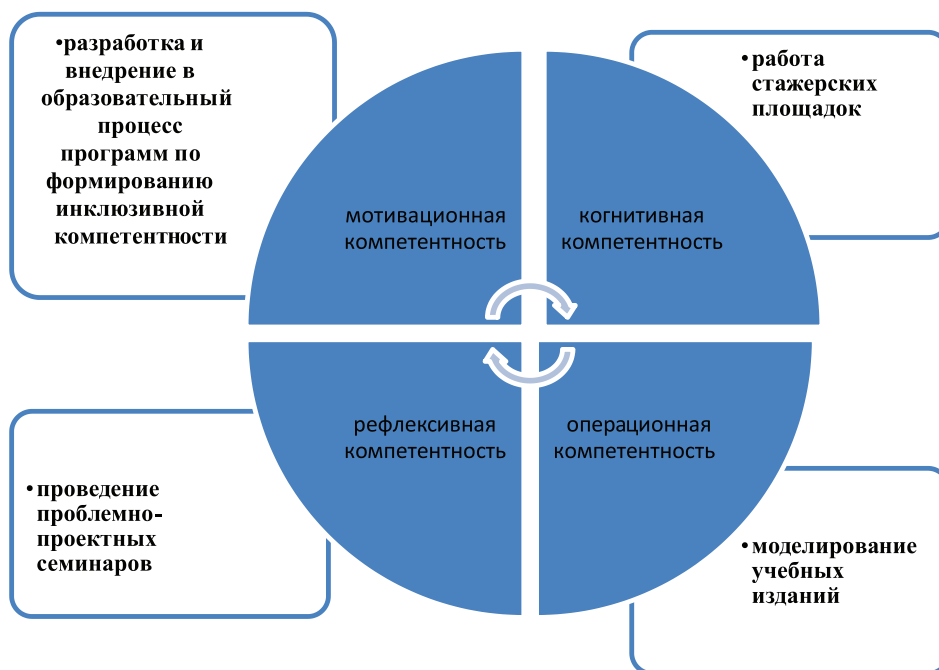 •разработка и
внедрение в
образовательный
процесс
программ по
формированию
инклюзивной
компетентности
•работа
стажерских
площадок
мотивационная
компетентность
когнитивная
компетентность
рефлексивная
компетентность
операционная
компетентность
•проведение
проблемно-
проектных
семинаров
•моделирование
учебных
изданий